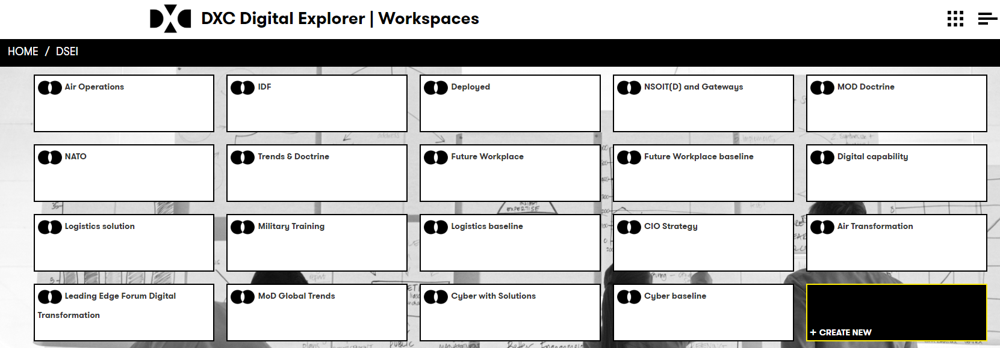 DXC Digital Explorer | Workspaces
HOME / DSEI
Air Operations
IDF
Deployed
NSOIT(D) and Gateways
MOD Doctrine
NATO
Trends & Doctrine
Future Workplace
Future Workplace baseline
Digital capability
INSIGHT
EXPERTISE
Logistics solution
Military Training
Logistics baseline
CIO Strategy
Air Transformation
Leading Edge Forum Digital
Transformation
MoD Global Trends
Cyber with Solutions
Cyber baseline
+ CREATE NEW